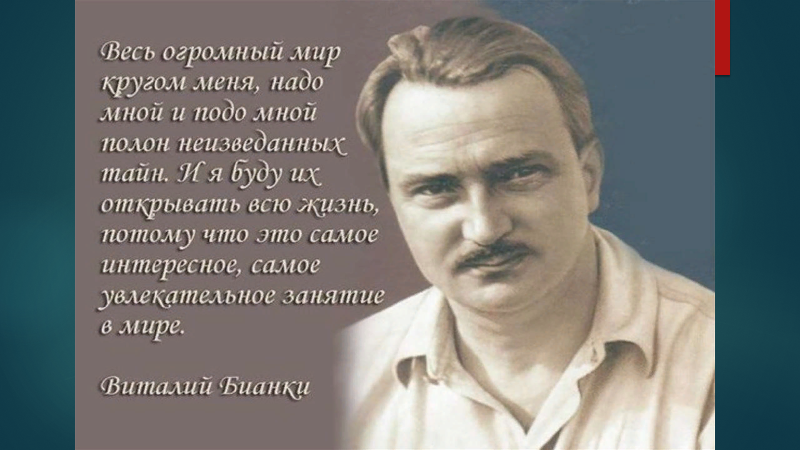 Весь огромный мир
кругом меня, надо
мной и подо мной
полон неизведанных
тайн. И я буду их
открывать всю жизнь,
потому что это самое
интересное, самое
увлекательное занятие
в мире.
Виталий Бианки